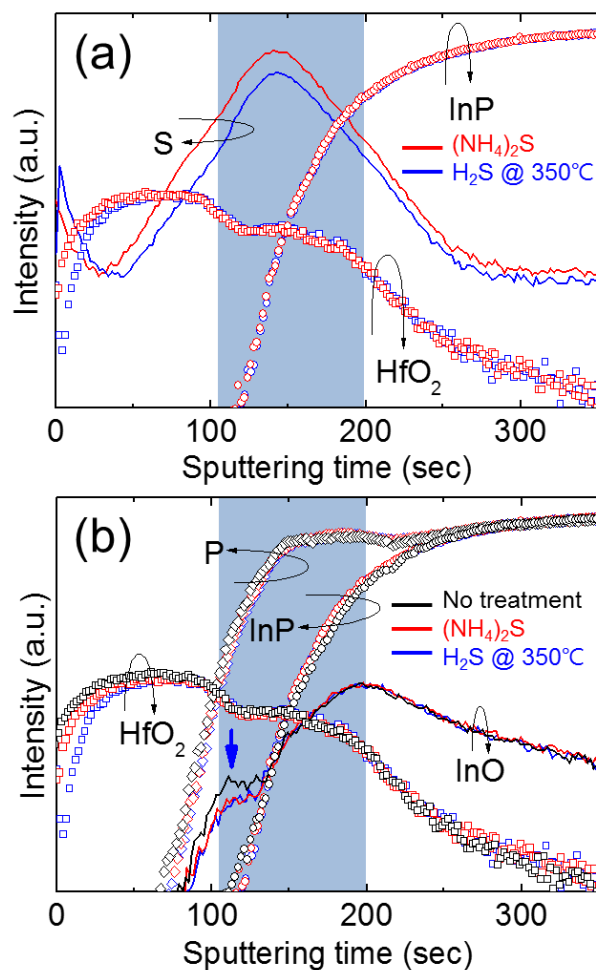 (a)
InP
S
(NH₄)₂S
H₂S @ 350℃
HfO₂
Intensity (a.u.)
0 100 200 300
Sputtering time (sec)
(b)
P
No treatment
InP
(NH₄)₂S
H₂S @ 350℃
HfO₂
InO
Intensity (a.u.)
0 100 200 300
Sputtering time (sec)